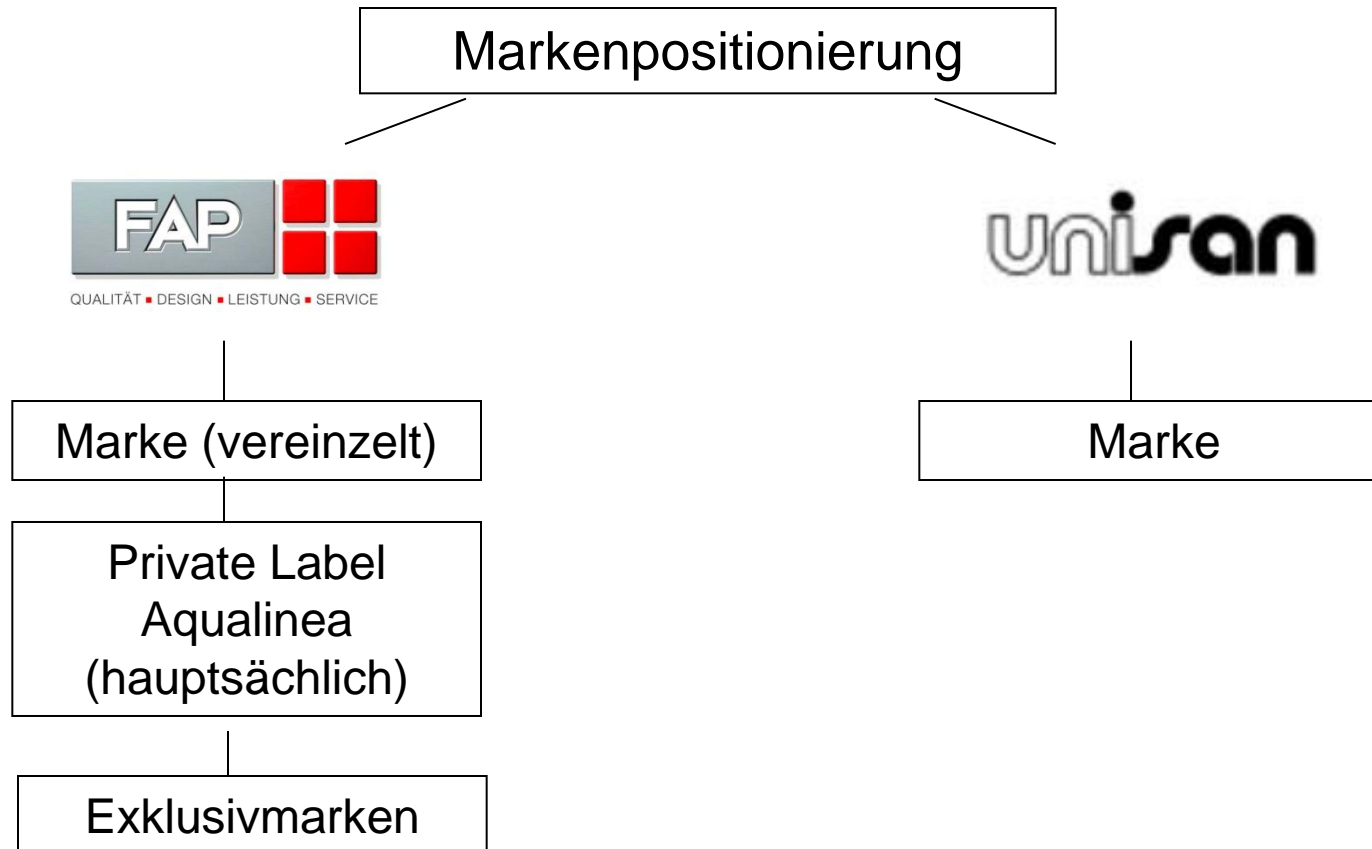 Markenpositionierung
FAP
QUALITÄT ▪ DESIGN ▪ LEISTUNG ▪ SERVICE
unisan
Marke (vereinzelt)
Private Label
Aqualinea
(hauptsächlich)
Exklusivmarken
Marke